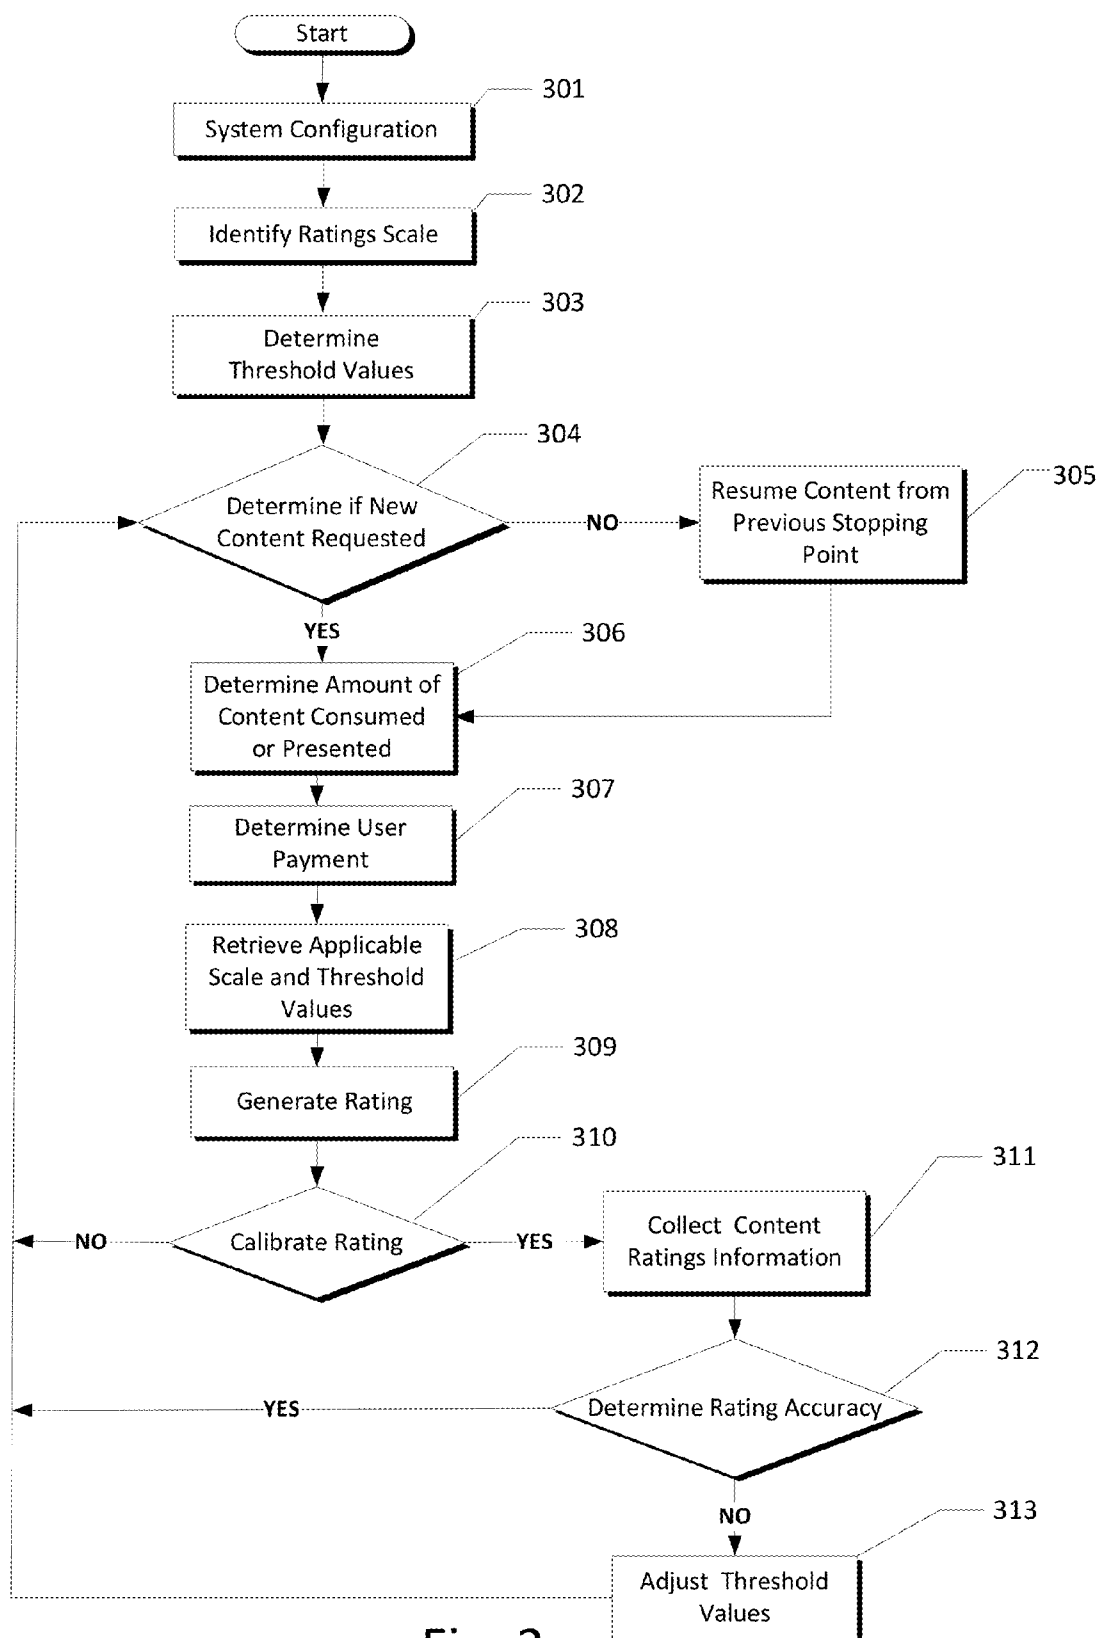 Start
301
System Configuration
302
Identify Ratings Scale
303
Determine
Threshold Values
304
Determine if New
Content Requested
NO
305
Resume Content from
Previous Stopping
Point
YES
306
Determine Amount of
Content Consumed
or Presented
307
Determine User
Payment
308
Retrieve Applicable
Scale and Threshold
Values
309
Generate Rating
310
Calibrate Rating
NO
YES
311
Collect Content
Ratings Information
312
Determine Rating Accuracy
YES
NO
313
Adjust Threshold
Values